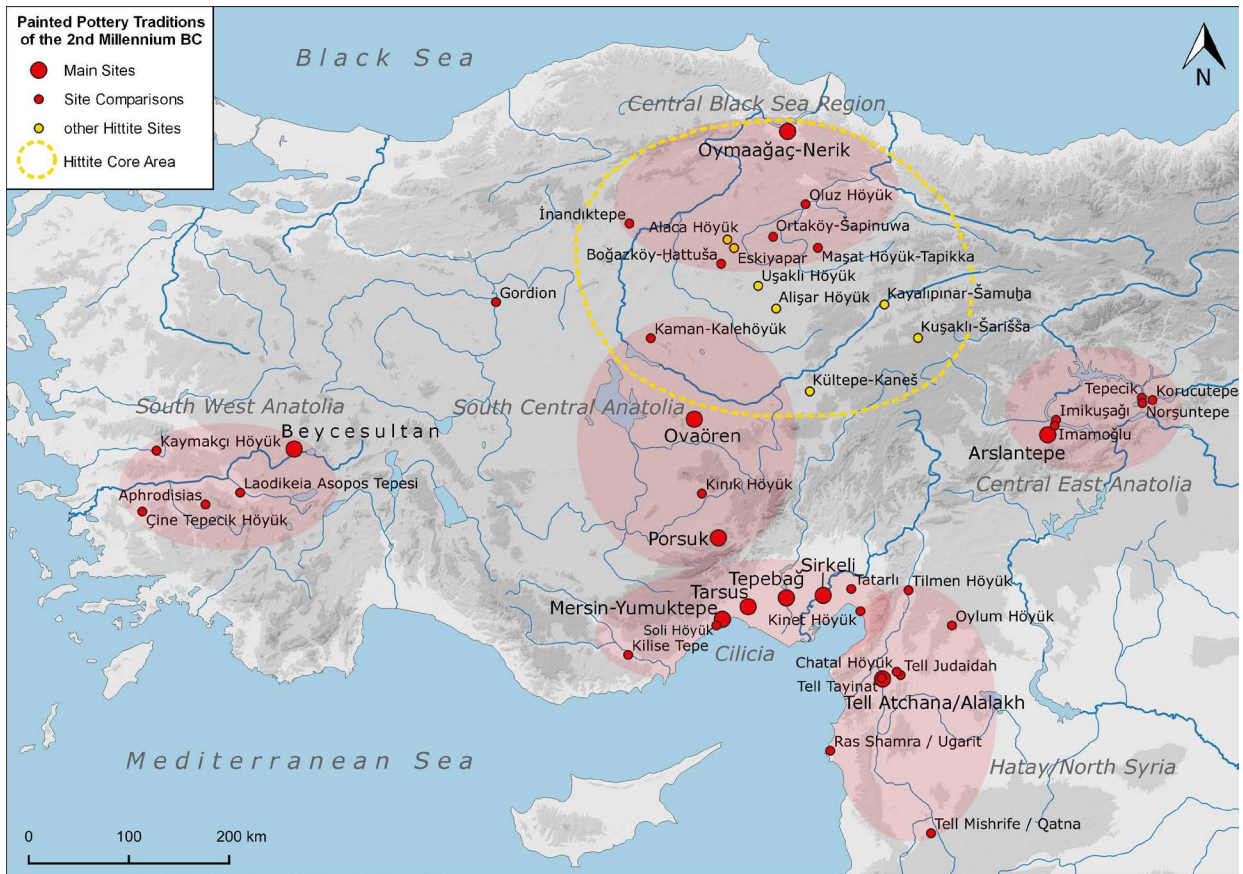 Painted Pottery Traditions
of the 2nd Millennium BC
Main Sites
Site Comparisons
other Hittite Sites
Hittite Core Area
Black Sea
N
Central Black Sea Region
Oymaağaç-Nerik
Oluz Höyük
İnandıktepe
Alaca Höyük
Ortaköy-Šapinuwa
Boğazköy-Ḫattuša
Eskiyapar
Maşat Höyük-Tapikka
Uşaklı Höyük
Gordion
Alişar Höyük
Kayalıpınar-Šamuḫa
Kaman-Kalehöyük
Kuşaklı-Šarišša
Kültepe-Kaneš
Tepecik
Korucutepe
South West Anatolia
South Central Anatolia
Norşuntepe
Imikuşağı
Beycesultan
Ovaören
Imamoğlu
Kaymakçı Höyük
Arslantepe
Laodikeia Asopos Tepesi
Kınık Höyük
Central East Anatolia
Aphrodisias
Çine Tepecik Höyük
Porsuk
Sirkeli
Tepebağ
Tatarlı
Tilmen Höyük
Tarsus
Mersin-Yumuktepe
Kinet Höyük
Oylum Höyük
Soli Höyük
Kilise Tepe
Cilicia
Chatal Höyük
Tell Judaidah
Tell Tayinat
Tell Atchana/Alalakh
Ras Shamra / Ugarit
Mediterranean Sea
Hatay/North Syria
Tell Mishrife / Qatna
0 100 200 km